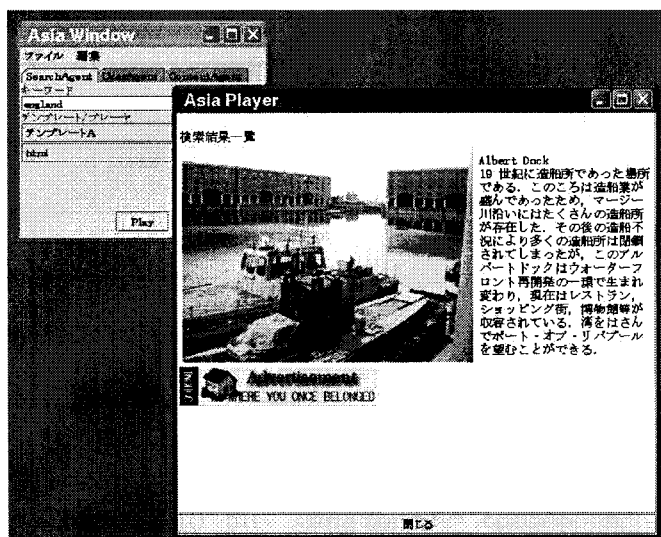 Asia Window
ファイル 編集
SearchAgent UserAgent ContentAgent
キーワード
england
テンプレート/プレーヤ
テンプレートA
html
Play
Asia Player
検索結果一覧
Albert Dock
19 世紀に造船所であった場所
である．このころは造船業が
盛んであったため，マージー
川沿いにはたくさんの造船所
が存在した．その後の造船不
況により多くの造船所は閉鎖
されてしまったが，このアル
バートドックはウォーターフ
ロント再開発の一環で生まれ
変わり，現在はレストラン，
ショッピング街，博物館等が
収容されている．湾をはさん
でポート・オブ・リバプール
を望むことができる．
Advertisement
WHERE YOU ONCE BELONGED
閉じる